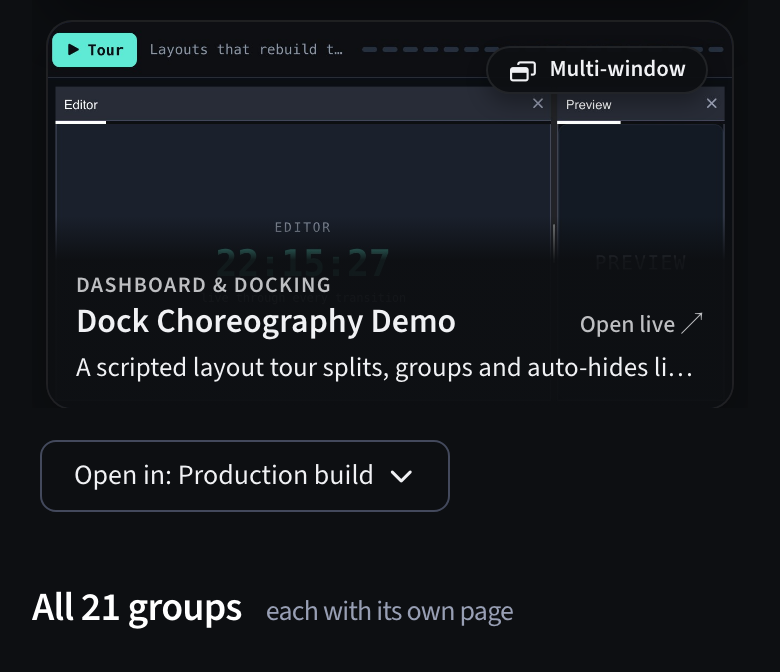 Tour
Layouts that rebuild t…
Multi-window
Editor
Preview
EDITOR
22:15:27
PREVIEW
DASHBOARD & DOCKING
Dock Choreography Demo
Open live
A scripted layout tour splits, groups and auto-hides li…
Open in: Production build
All 21 groups each with its own page